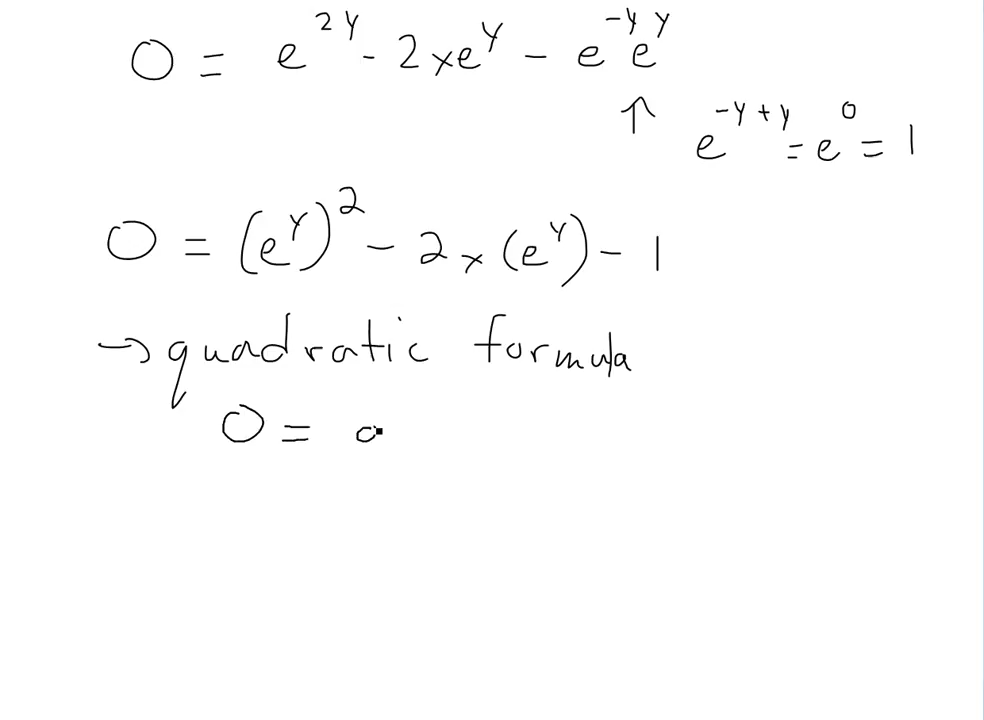 0 = e^{2y} - 2xe^y - e^{-y}e^y
↑ e^{-y+y} = e^0 = 1
0 = (e^y)^2 - 2x(e^y) - 1
→ quadratic formula
0 = a